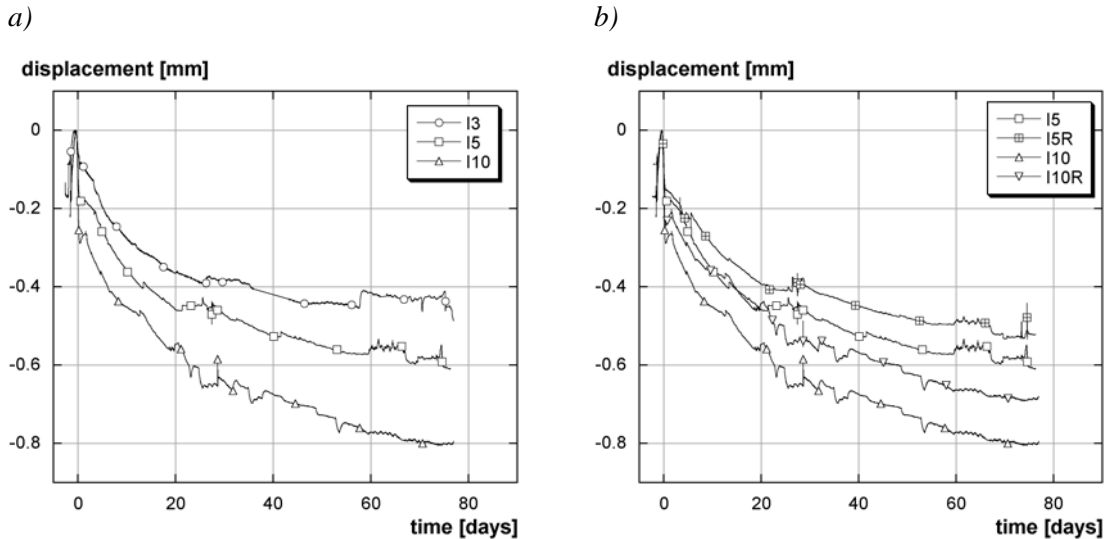 a)
displacement [mm]
0
-0.2
-0.4
-0.6
-0.8
0 20 40 60 80
time [days]
I3
I5
I10
b)
displacement [mm]
0
-0.2
-0.4
-0.6
-0.8
0 20 40 60 80
time [days]
I5
I5R
I10
I10R